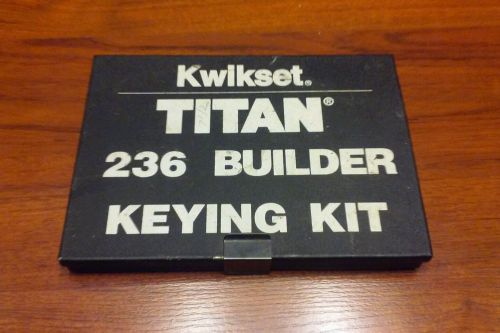 Kwikset®
TITAN®
236 BUILDER
KEYING KIT